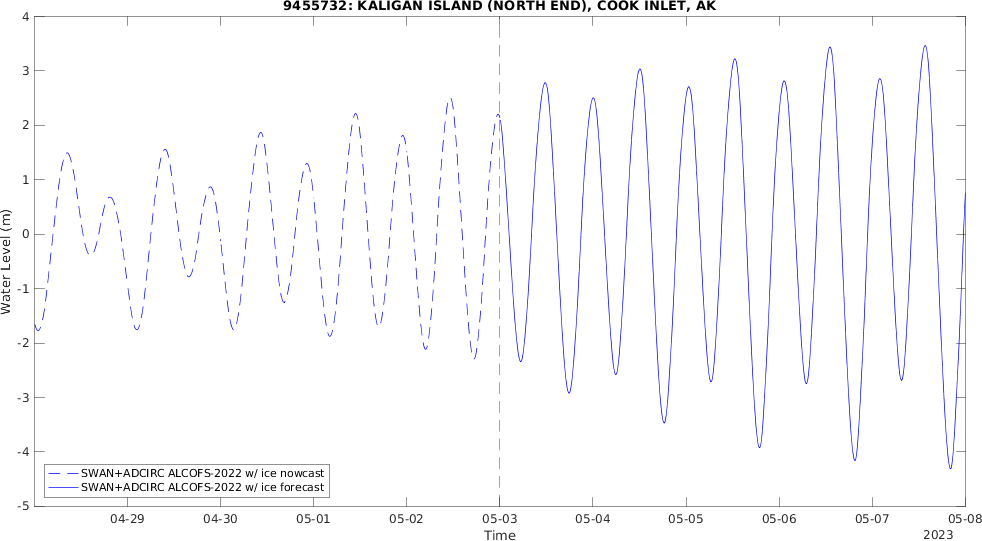 9455732: KALIGAN ISLAND (NORTH END), COOK INLET, AK
4
3
2
1
0
-1
-2
-3
-4
-5
Water Level (m)
SWAN+ADCIRC ALCOFS-2022 w/ ice nowcast
SWAN+ADCIRC ALCOFS-2022 w/ ice forecast
04-29 04-30 05-01 05-02 05-03 05-04 05-05 05-06 05-07 05-08
Time
2023